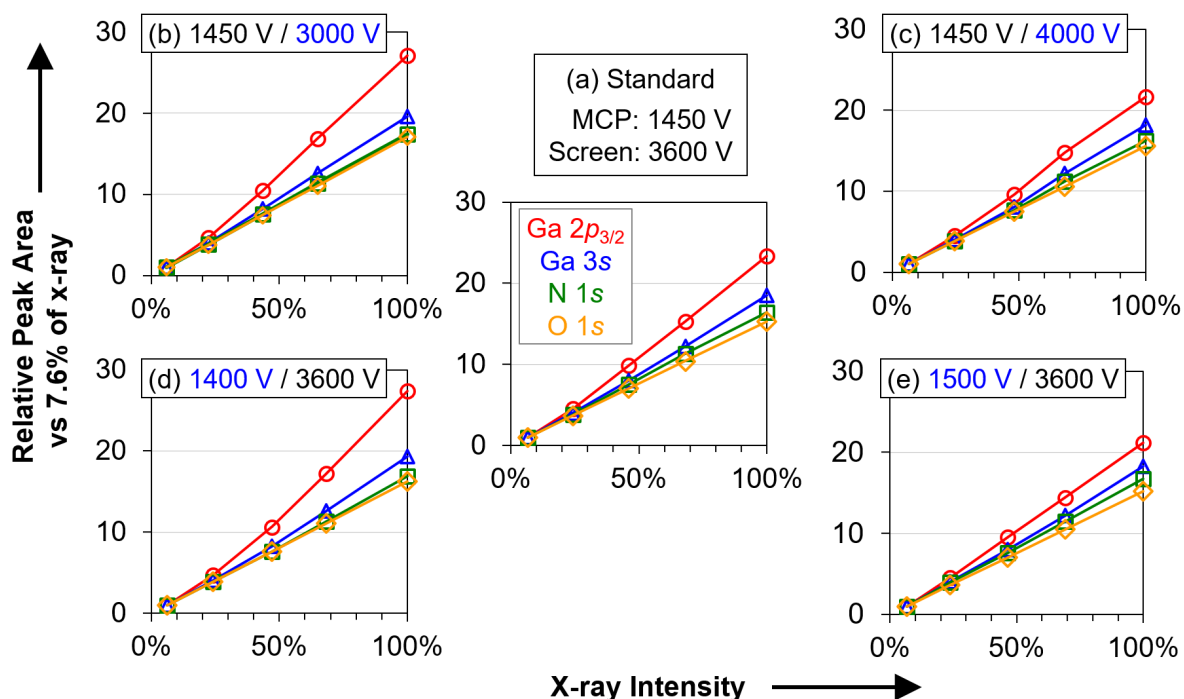 Relative Peak Area
vs 7.6% of x-ray
(b) 1450 V / 3000 V
30
20
10
0
0%
50%
100%
(a) Standard
MCP: 1450 V
Screen: 3600 V
30
20
10
0
Ga 2p3/2
Ga 3s
N 1s
O 1s
0%
50%
100%
(c) 1450 V / 4000 V
30
20
10
0
0%
50%
100%
(d) 1400 V / 3600 V
30
20
10
0
0%
50%
100%
(e) 1500 V / 3600 V
30
20
10
0
0%
50%
100%
X-ray Intensity